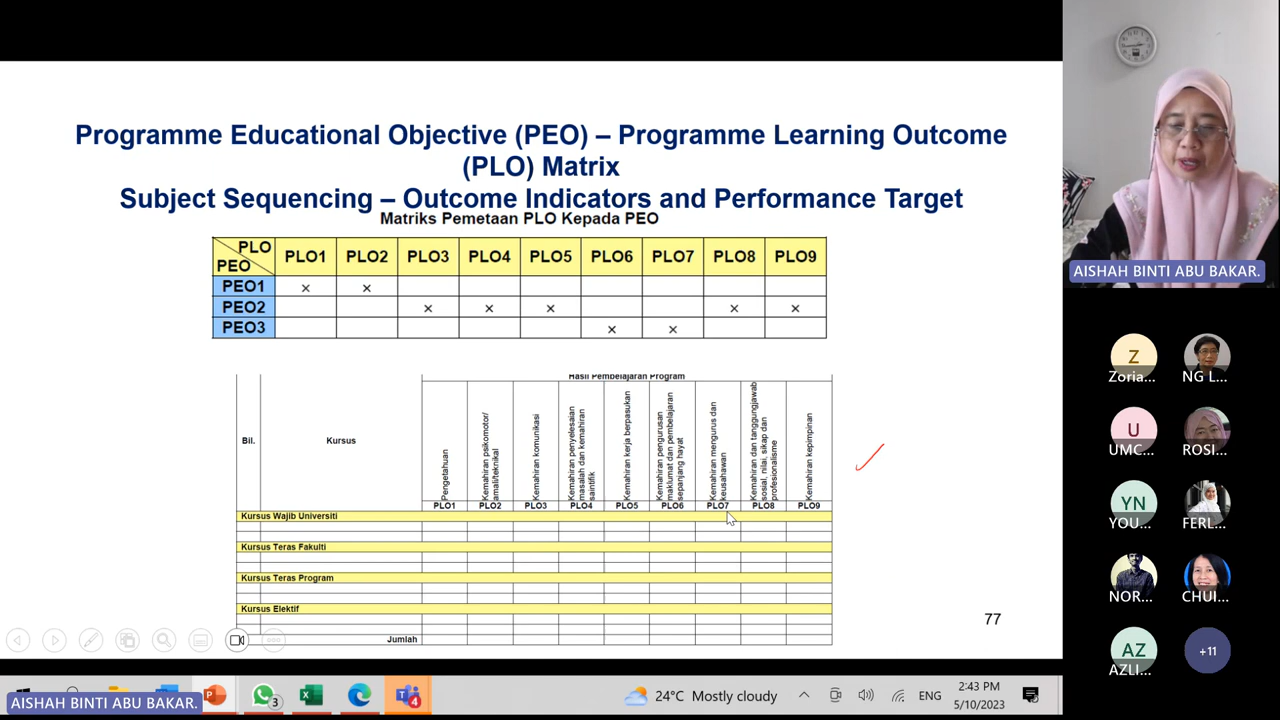 Programme Educational Objective (PEO) – Programme Learning Outcome
(PLO) Matrix
Subject Sequencing – Outcome Indicators and Performance Target
Matriks Pemetaan PLO Kepada PEO
PLO PEO PLO1 PLO2 PLO3 PLO4 PLO5 PLO6 PLO7 PLO8 PLO9
PEO1 × ×
PEO2 × × × × ×
PEO3 × ×
Hasil Pembelajaran Program
Bil.
Kursus
Pengetahuan
Kemahiran psikomotor/
amali/teknikal
Kemahiran komunikasi
Kemahiran penyelesaian
masalah dan kemahiran
saintifik
Kemahiran kerja berpasukan
Kemahiran pengurusan
maklumat dan pembelajaran
sepanjang hayat
Kemahiran mengurus dan
keusahawan
Kemahiran dan tanggungjawab
sosial, nilai, sikap dan
profesionalisme
Kemahiran kepimpinan
PLO1 PLO2 PLO3 PLO4 PLO5 PLO6 PLO7 PLO8 PLO9
Kursus Wajib Universiti
Kursus Teras Fakulti
Kursus Teras Program
Kursus Elektif
Jumlah
77
AISHAH BINTI ABU BAKAR.
Z
Zoria...
NG L...
U
UMC...
ROSI...
YN
YOU...
FERL...
NOR...
CHUI...
AZ
AZLI...
+11
AISHAH BINTI ABU BAKAR.
3
4
24°C Mostly cloudy
ENG
2:43 PM
5/10/2023